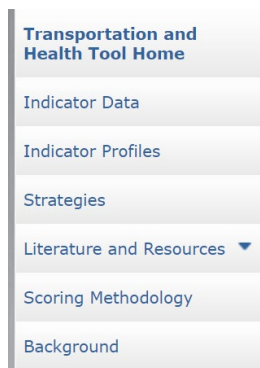 Transportation and
Health Tool Home
Indicator Data
Indicator Profiles
Strategies
Literature and Resources
Scoring Methodology
Background